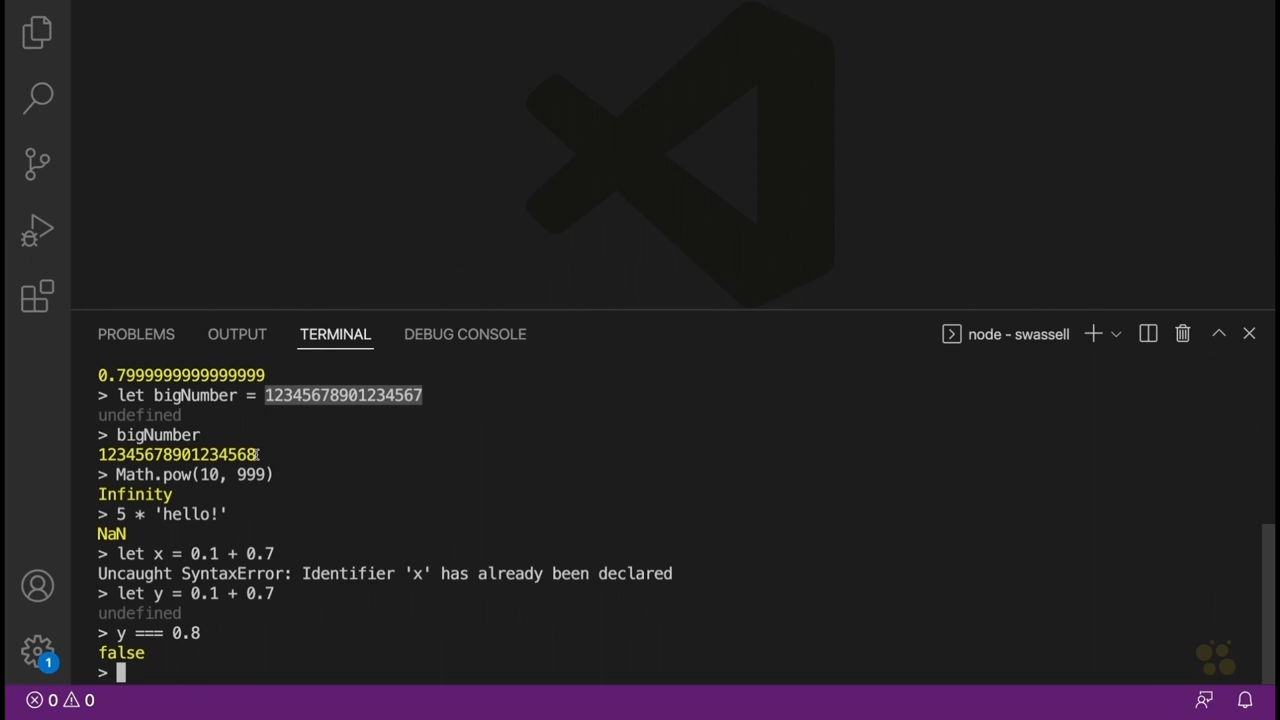 PROBLEMS OUTPUT TERMINAL DEBUG CONSOLE node - swassell
0.7999999999999999
> let bigNumber = 12345678901234567
undefined
> bigNumber
12345678901234568
> Math.pow(10, 999)
Infinity
> 5 * 'hello!'
NaN
> let x = 0.1 + 0.7
Uncaught SyntaxError: Identifier 'x' has already been declared
> let y = 0.1 + 0.7
undefined
> y === 0.8
false
>
1
0 0